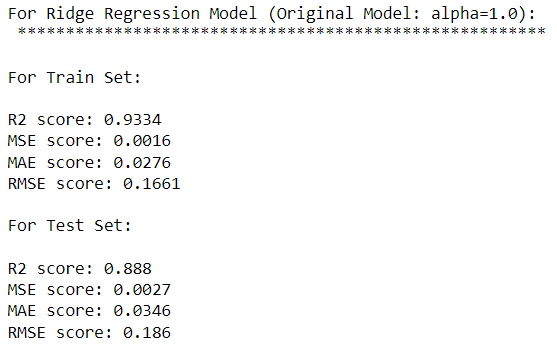 For Ridge Regression Model (Original Model: alpha=1.0):
*******************************************************
For Train Set:
R2 score: 0.9334
MSE score: 0.0016
MAE score: 0.0276
RMSE score: 0.1661
For Test Set:
R2 score: 0.888
MSE score: 0.0027
MAE score: 0.0346
RMSE score: 0.186